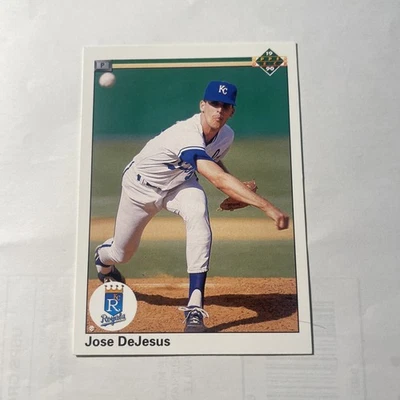 P
19 90
KC
R
Royals
Jose DeJesus